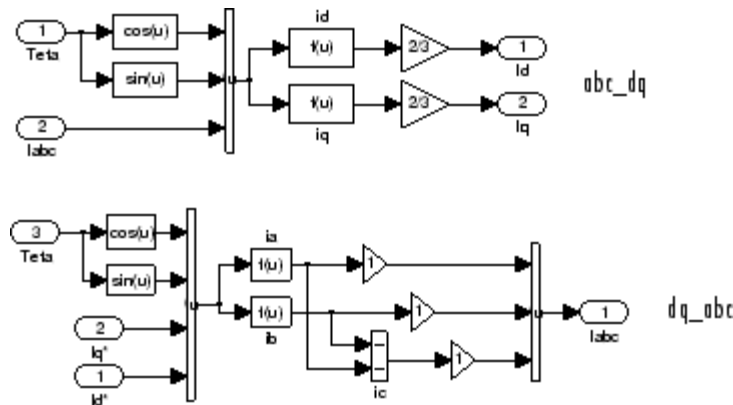 1
Teta
cos(u)
sin(u)
2
Iabc
u
id
f(u)
2/3
1
Id
f(u)
iq
2/3
2
Iq
abc_dq
3
Teta
cos(u)
sin(u)
2
Iq*
1
Id*
u
ia
f(u)
1
f(u)
ib
1
−
−
ic
1
u
1
Iabc
dq_abc